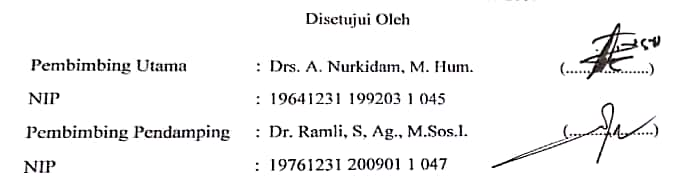 Disetujui Oleh
Pembimbing Utama : Drs. A. Nurkidam, M. Hum. (....................)
NIP : 19641231 199203 1 045
Pembimbing Pendamping : Dr. Ramli, S, Ag., M.Sos.I. (....................)
NIP : 19761231 200901 1 047